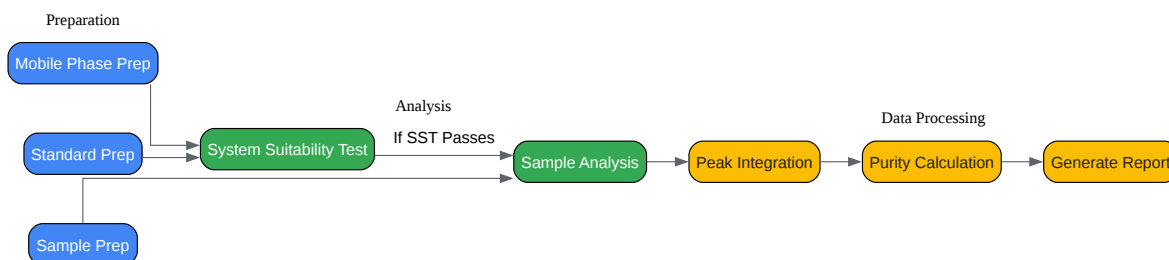 Preparation
Mobile Phase Prep
Standard Prep
Sample Prep
Analysis
System Suitability Test
If SST Passes
Sample Analysis
Data Processing
Peak Integration
Purity Calculation
Generate Report